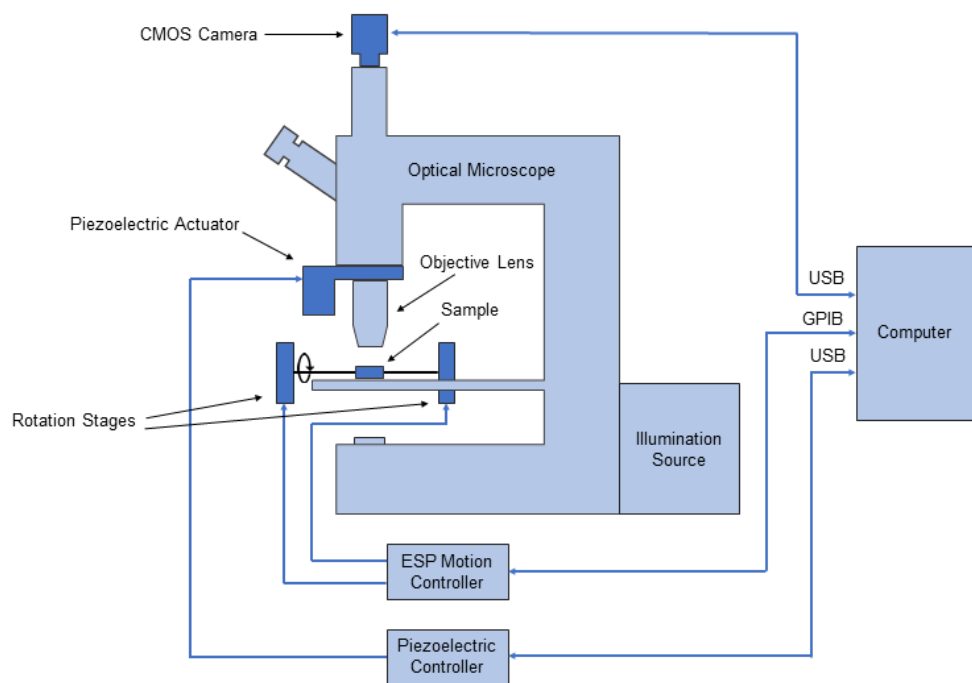 CMOS Camera
Optical Microscope
Piezoelectric
Actuator
Objective Lens
Sample
USB
GPIB
USB
Computer
Rotation Stages
Illumination
Source
ESP Motion
Controller
Piezoelectric
Controller